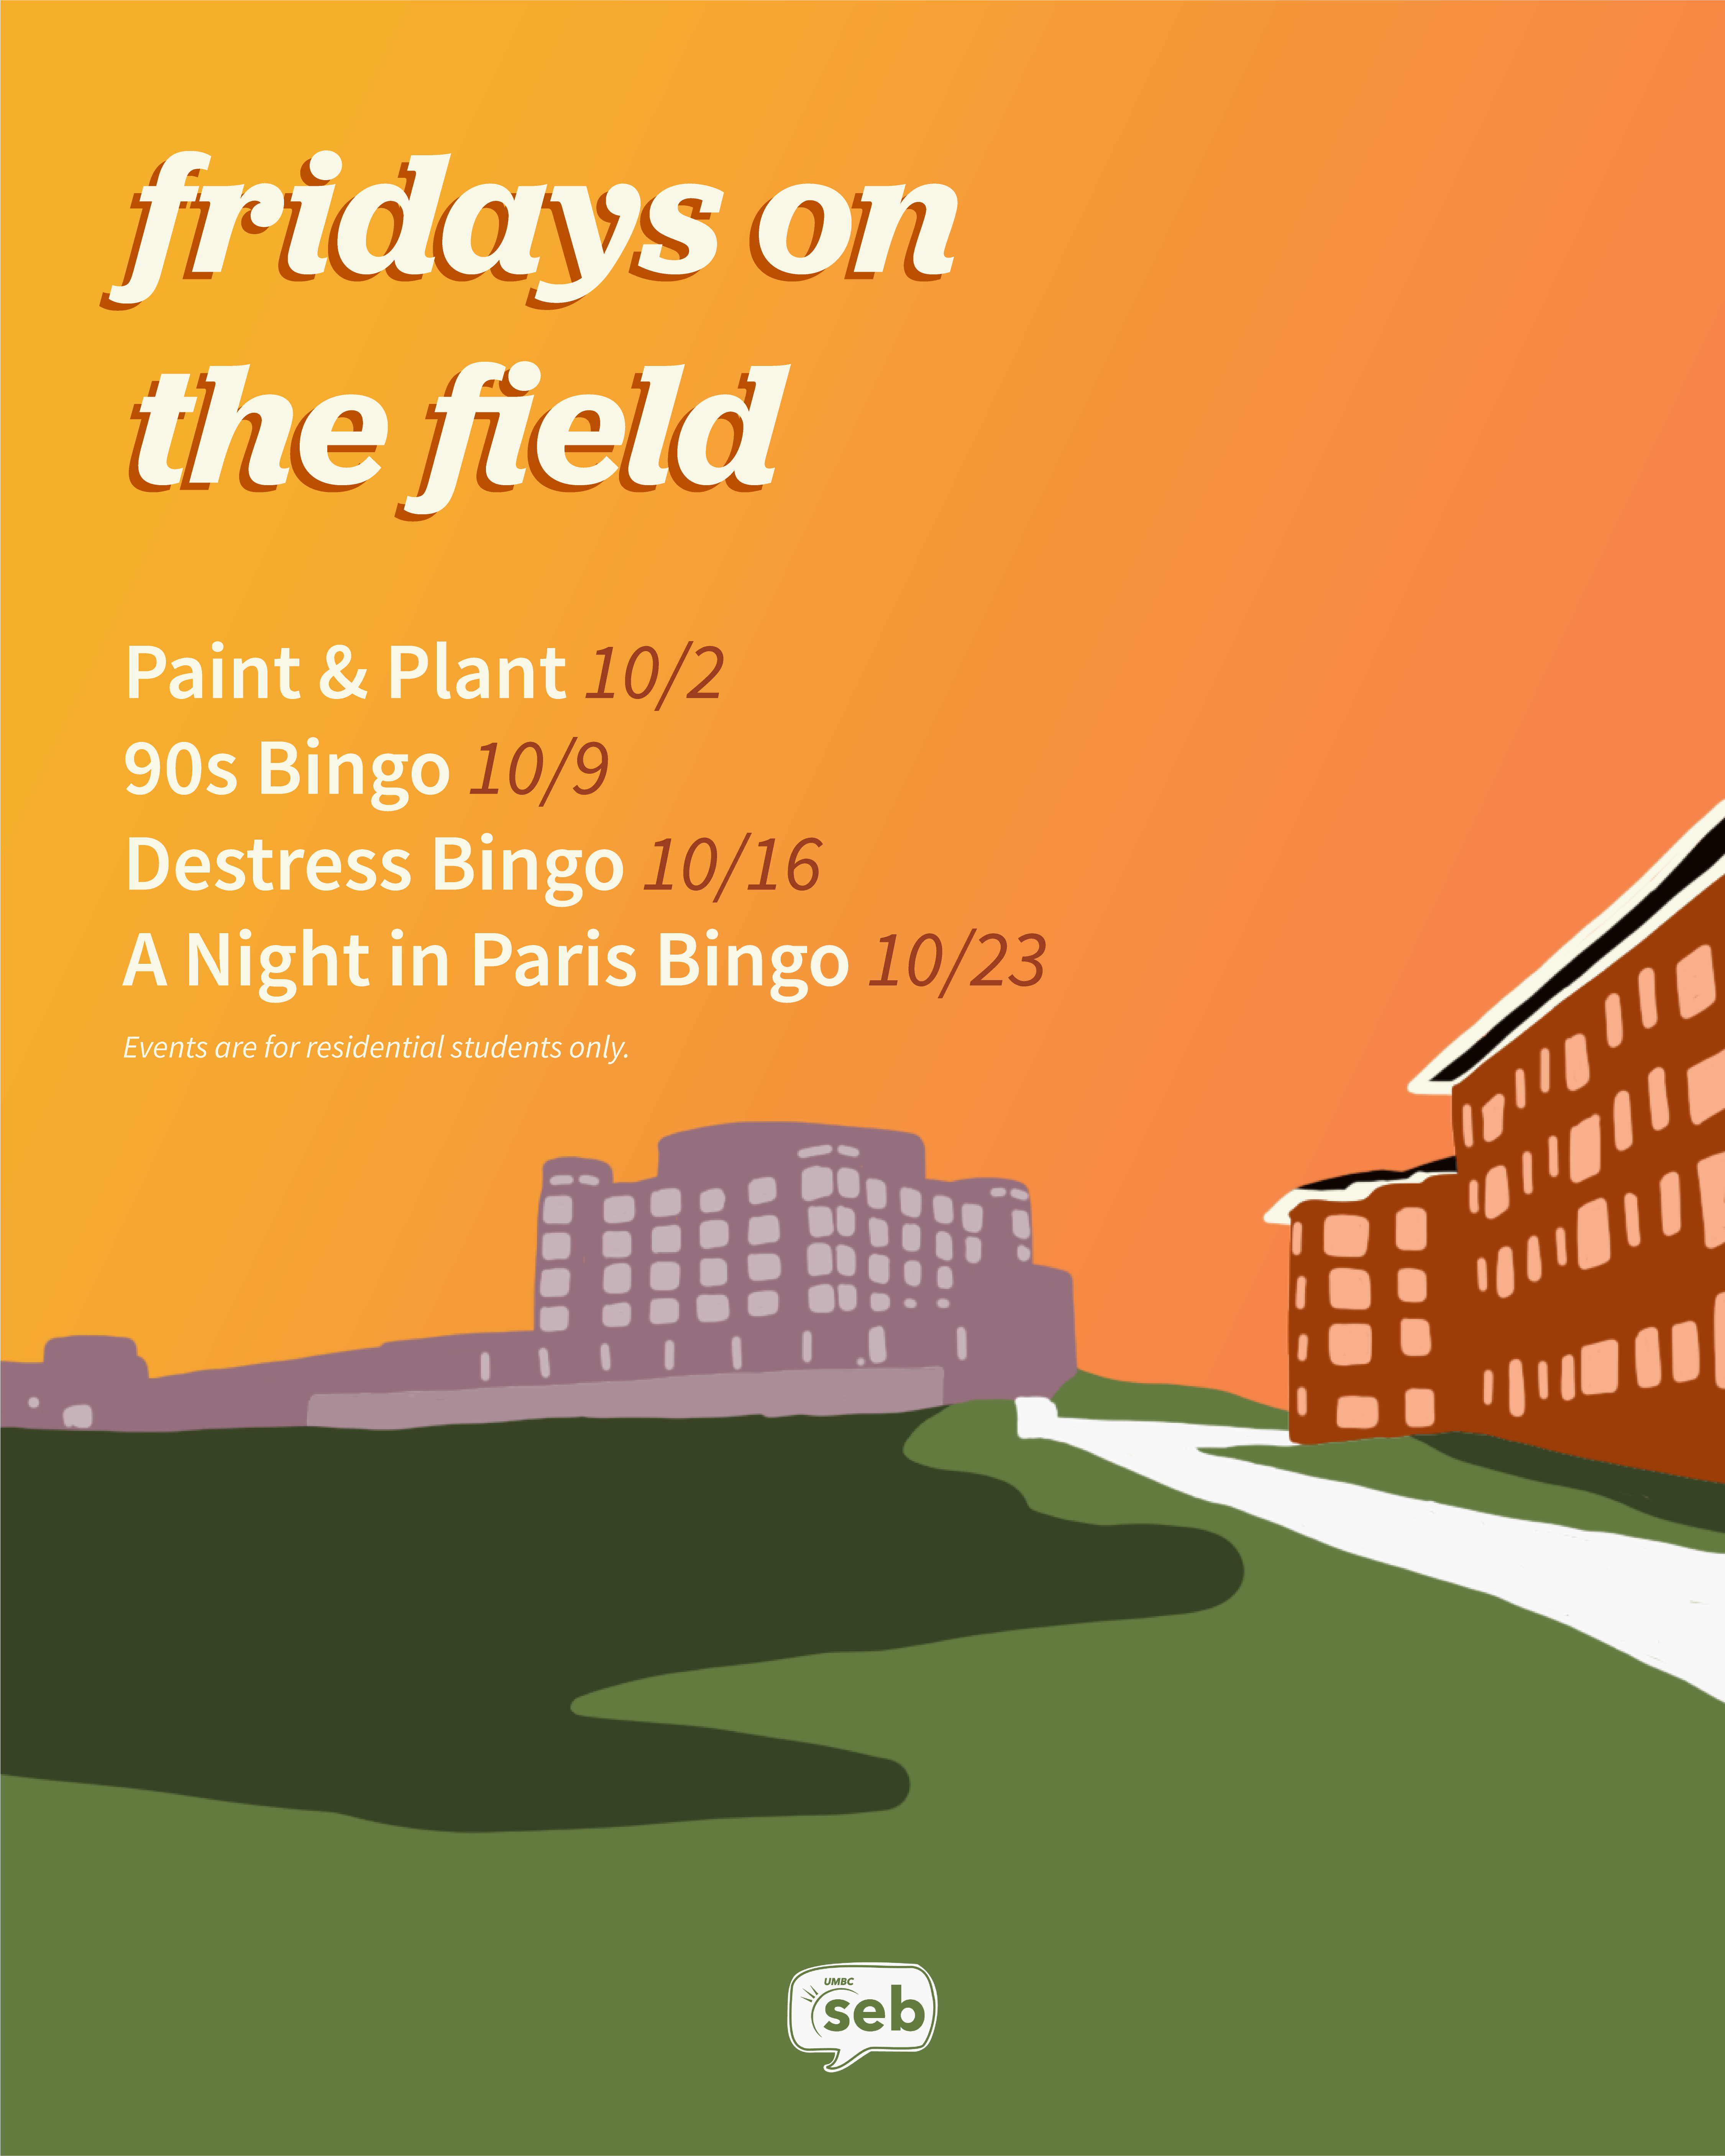 fridays on
the field
Paint & Plant 10/2
90s Bingo 10/9
Destress Bingo 10/16
A Night in Paris Bingo 10/23
Events are for residential students only.
UMBC
seb